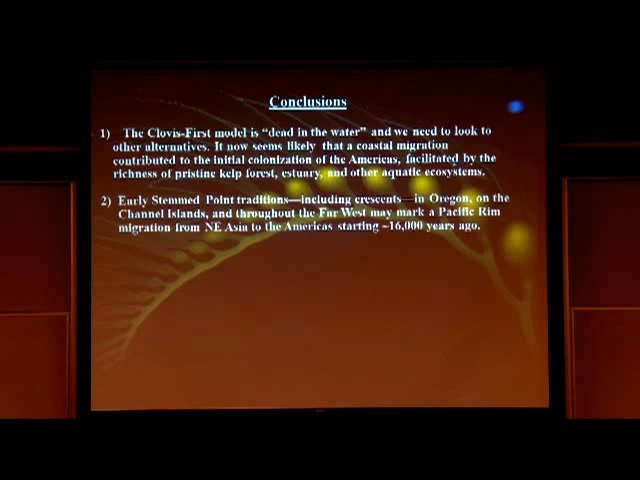 Conclusions
1) The Clovis-First model is “dead in the water” and we need to look to
other alternatives. It now seems likely that a coastal migration
contributed to the initial colonization of the Americas, facilitated by the
richness of pristine kelp forest, estuary, and other aquatic ecosystems.
2) Early Stemmed Point traditions—including crescents—in Oregon, on the
Channel Islands, and throughout the Far West may mark a Pacific Rim
migration from NE Asia to the Americas starting ~16,000 years ago.